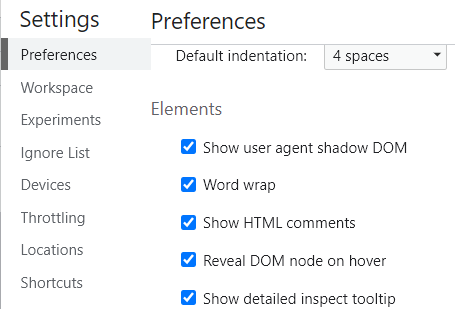 Settings
Preferences
Workspace
Experiments
Ignore List
Devices
Throttling
Locations
Shortcuts
Preferences
Default indentation: 4 spaces
Elements
Show user agent shadow DOM
Word wrap
Show HTML comments
Reveal DOM node on hover
Show detailed inspect tooltip